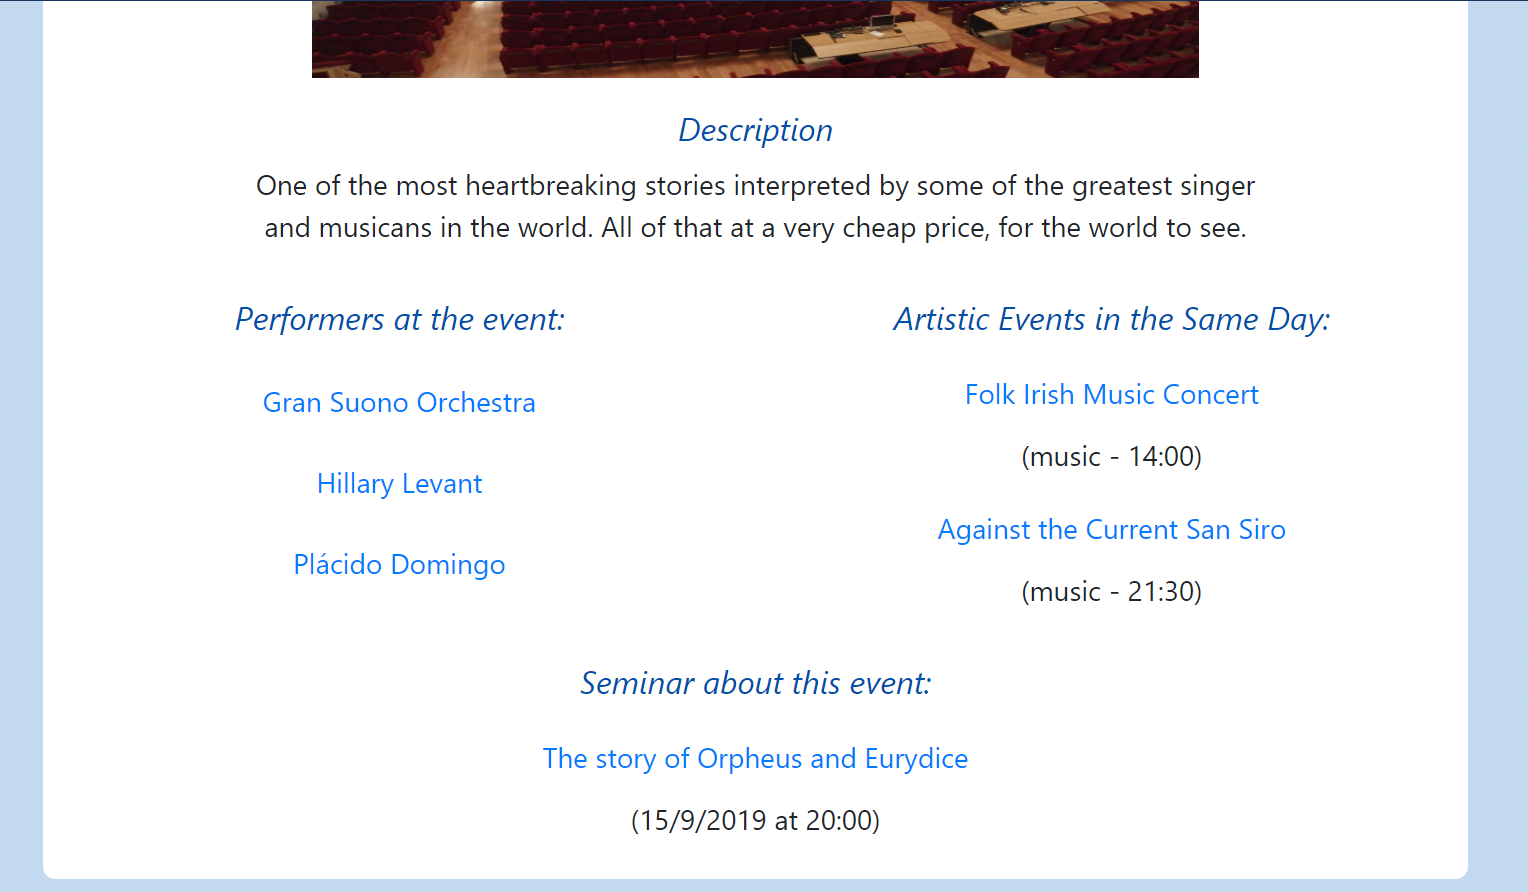 Description
One of the most heartbreaking stories interpreted by some of the greatest singer
and musicans in the world. All of that at a very cheap price, for the world to see.
Performers at the event:
Gran Suono Orchestra
Hillary Levant
Plácido Domingo
Artistic Events in the Same Day:
Folk Irish Music Concert
(music - 14:00)
Against the Current San Siro
(music - 21:30)
Seminar about this event:
The story of Orpheus and Eurydice
(15/9/2019 at 20:00)